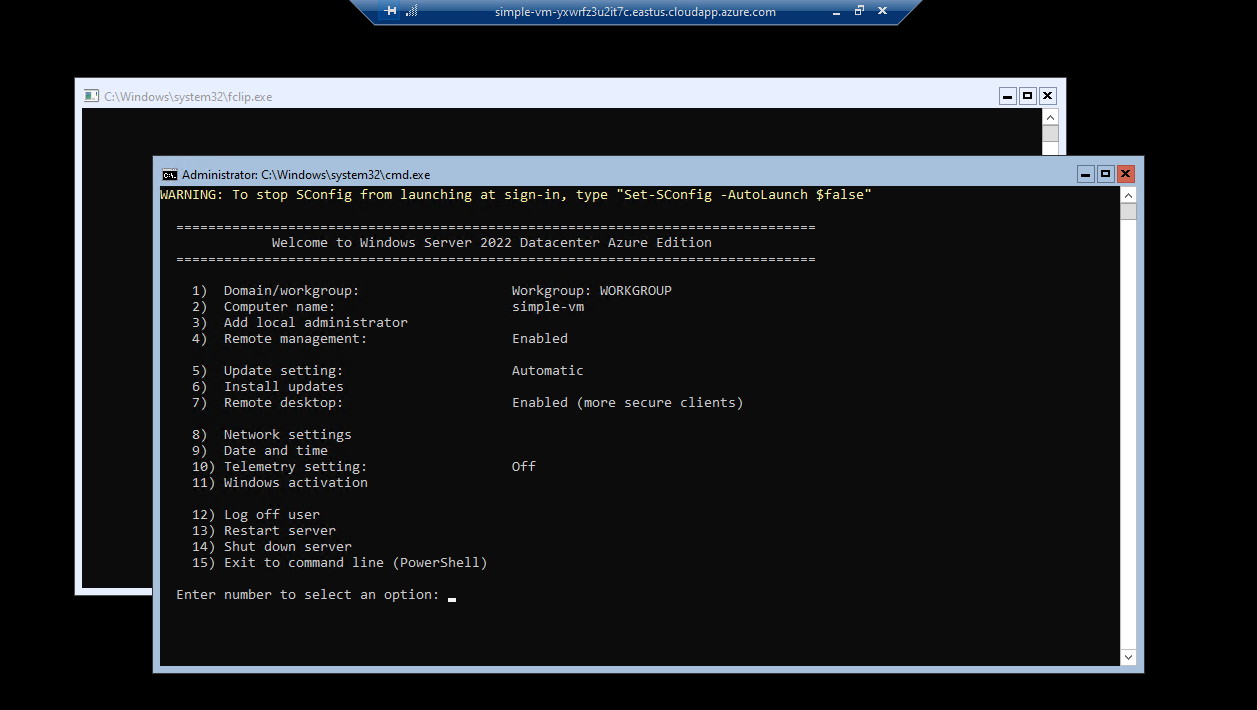 simple-vm-yxwrfz3u2it7c.eastus.cloudapp.azure.com
C:\Windows\system32\fclip.exe
Administrator: C:\Windows\system32\cmd.exe
WARNING: To stop SConfig from launching at sign-in, type "Set-SConfig -AutoLaunch $false"
================================================================================
Welcome to Windows Server 2022 Datacenter Azure Edition
================================================================================
1) Domain/workgroup: Workgroup: WORKGROUP
2) Computer name: simple-vm
3) Add local administrator
4) Remote management: Enabled
5) Update setting: Automatic
6) Install updates
7) Remote desktop: Enabled (more secure clients)
8) Network settings
9) Date and time
10) Telemetry setting: Off
11) Windows activation
12) Log off user
13) Restart server
14) Shut down server
15) Exit to command line (PowerShell)
Enter number to select an option: